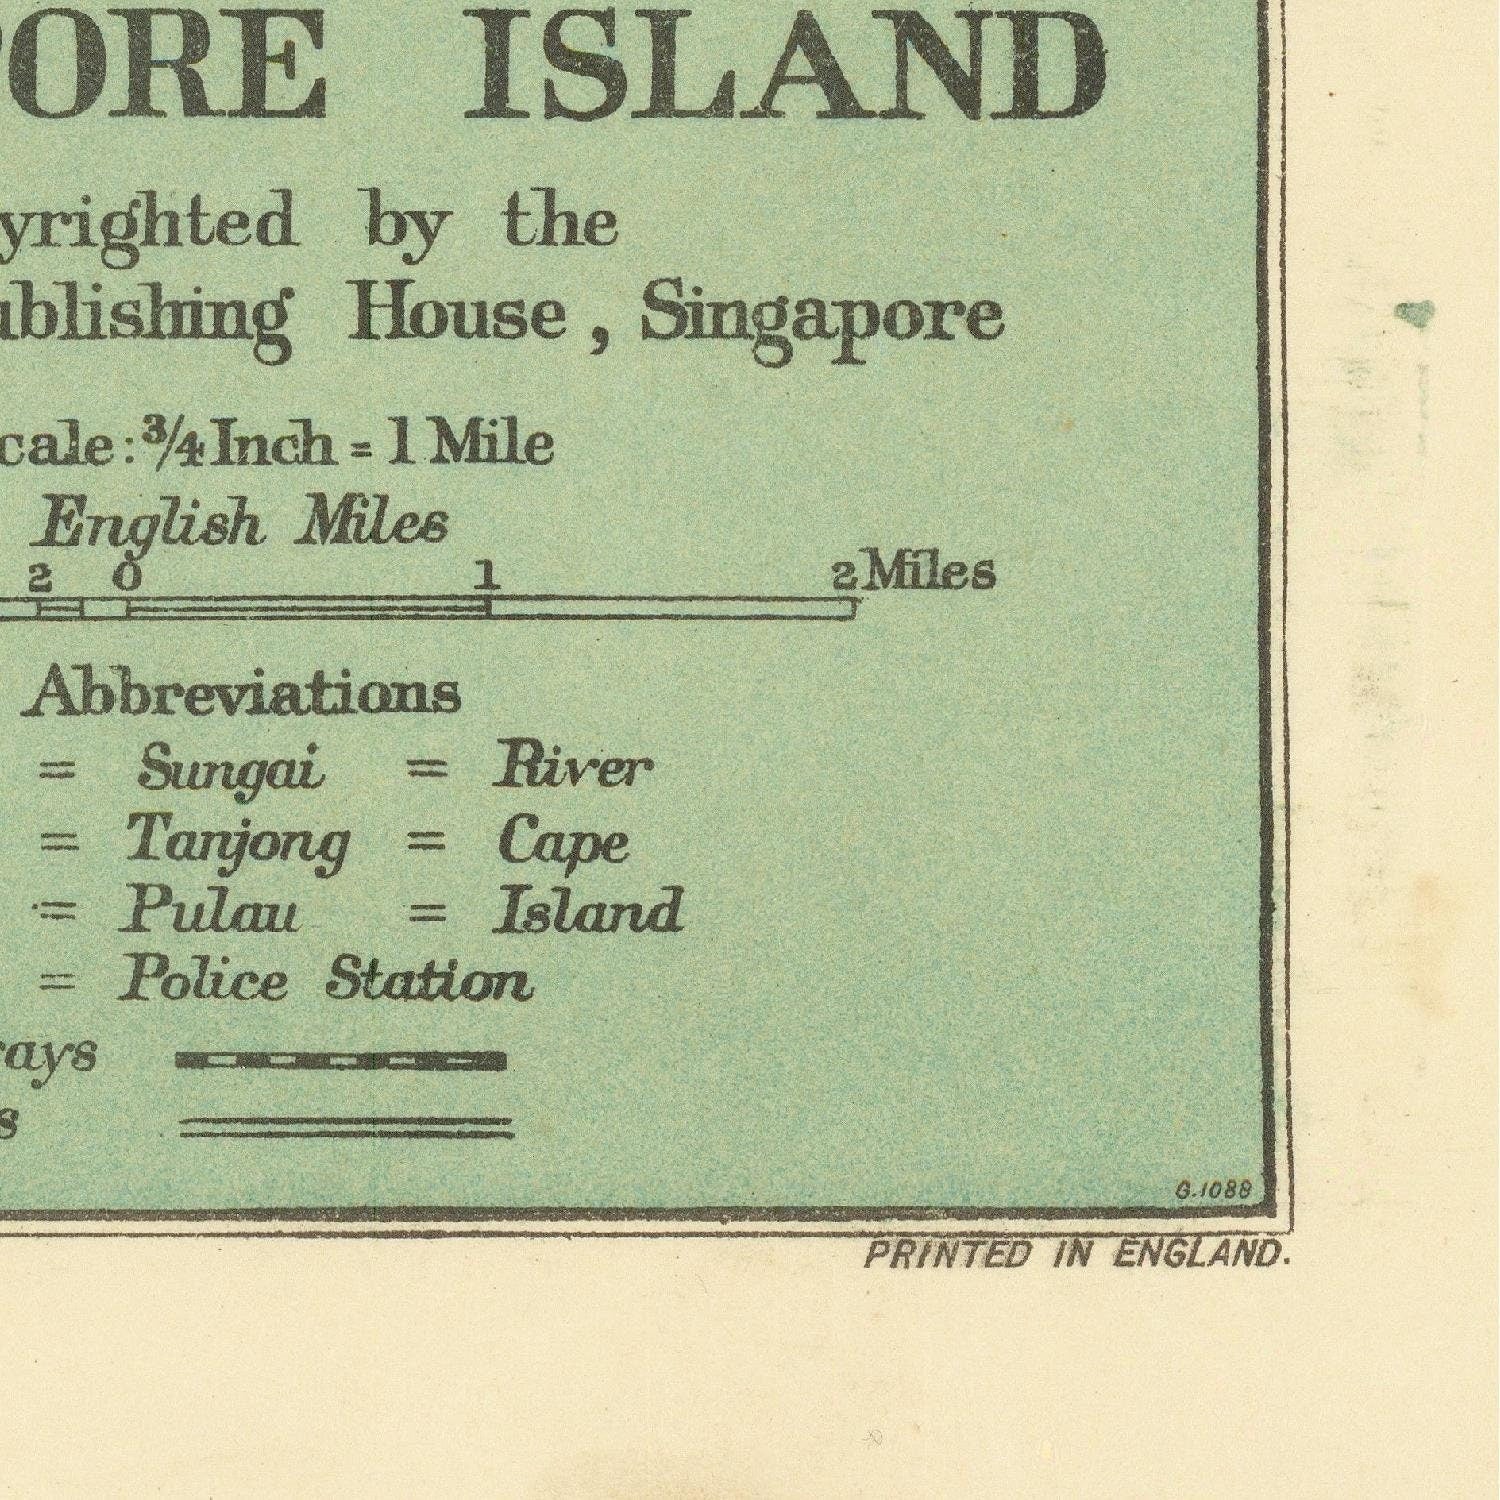 ORE ISLAND
yrighted by the
ublishing House, Singapore
cale: ¾ Inch = 1 Mile
English Miles
2 0 1 2 Miles
Abbreviations
= Sungai = River
= Tanjong = Cape
= Pulau = Island
= Police Station
ays
s
G.1088
PRINTED IN ENGLAND.